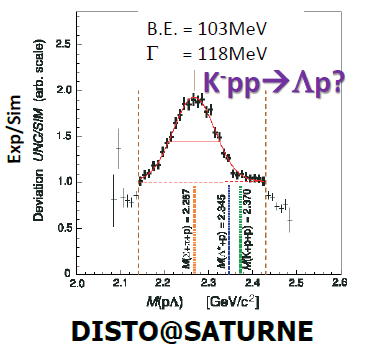 B.E. = 103MeV
Γ = 118MeV
K-pp→Λp?
Exp/Sim
Deviation UNC/SIM (arb. scale)
2.5
2.0
1.5
1.0
0.5
0
M(Σ+π+p) = 2.267
M(Λ*+p) = 2.345
M(K+p+p) = 2.370
2.0 2.1 2.2 2.3 2.4 2.5 2.6
M(pΛ) [GeV/c²]
DISTO@SATURNE